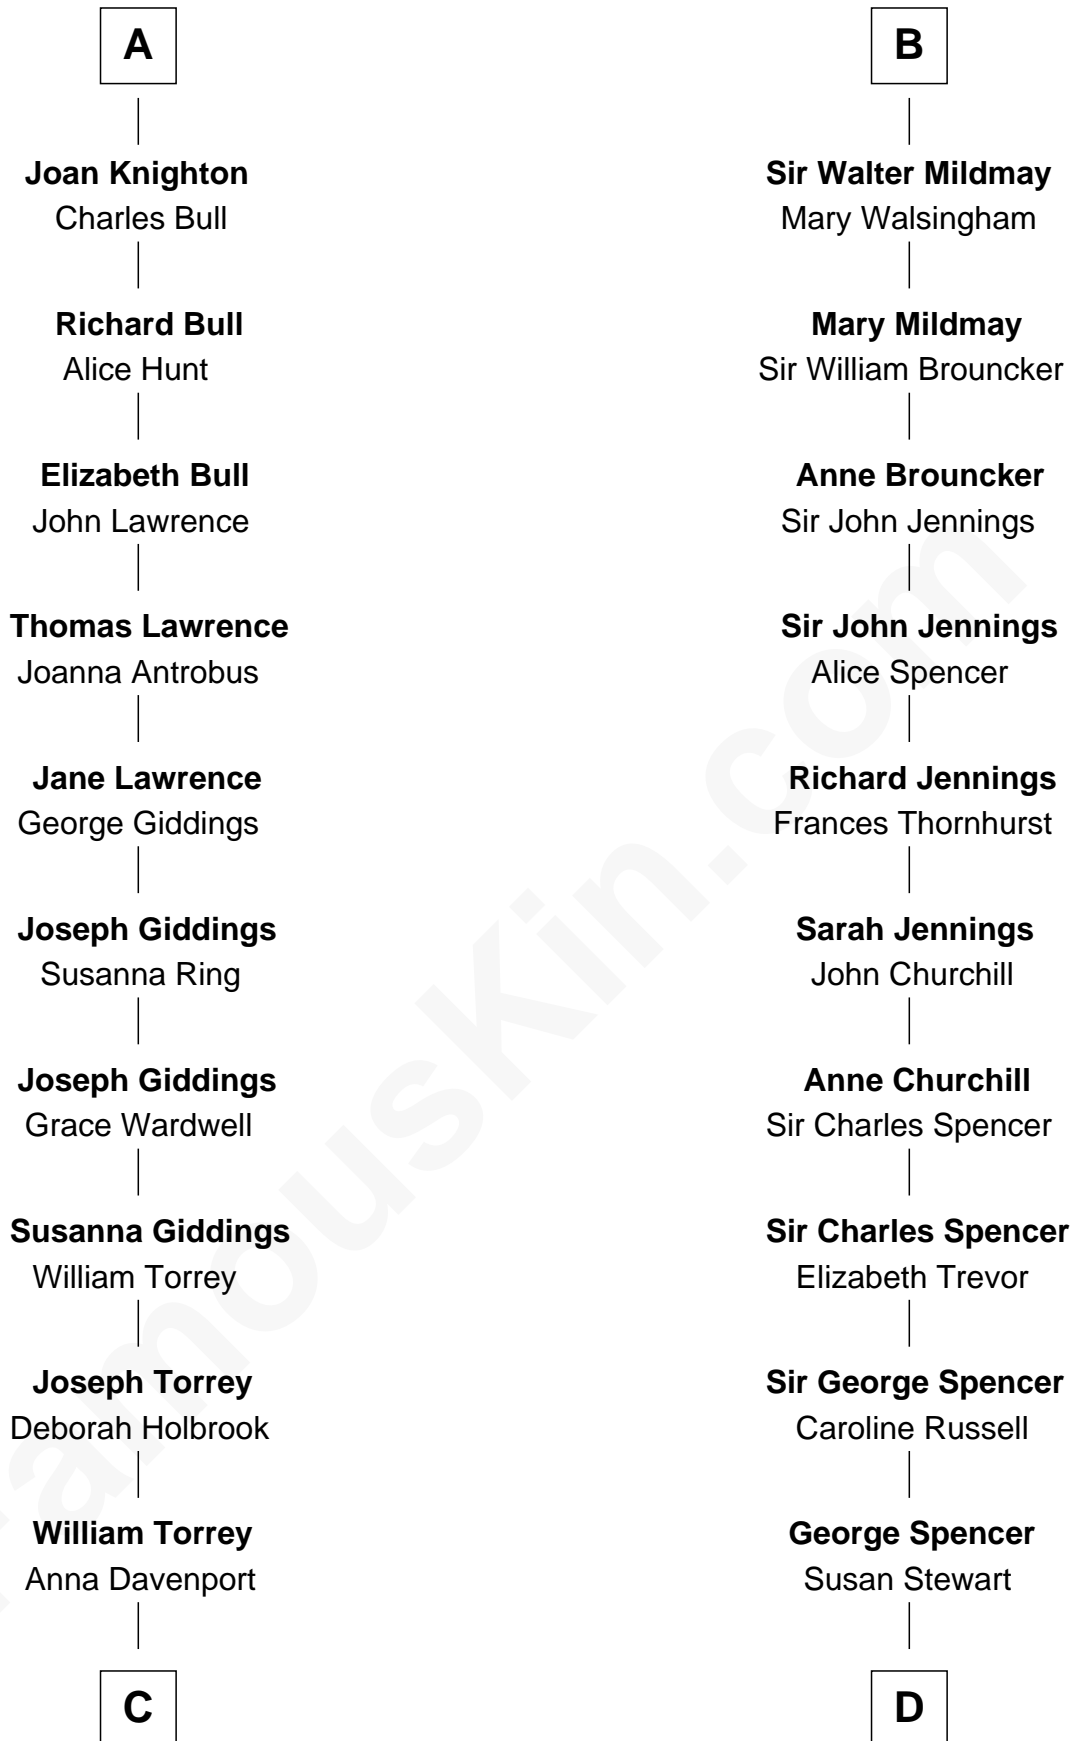 A
Joan Knighton
Charles Bull
Richard Bull
Alice Hunt
Elizabeth Bull
John Lawrence
Thomas Lawrence
Joanna Antrobus
Jane Lawrence
George Giddings
Joseph Giddings
Susanna Ring
Joseph Giddings
Grace Wardwell
Susanna Giddings
William Torrey
Joseph Torrey
Deborah Holbrook
William Torrey
Anna Davenport
C
B
Sir Walter Mildmay
Mary Walsingham
Mary Mildmay
Sir William Brouncker
Anne Brouncker
Sir John Jennings
Sir John Jennings
Alice Spencer
Richard Jennings
Frances Thornhurst
Sarah Jennings
John Churchill
Anne Churchill
Sir Charles Spencer
Sir Charles Spencer
Elizabeth Trevor
Sir George Spencer
Caroline Russell
George Spencer
Susan Stewart
D
FamousKin.com